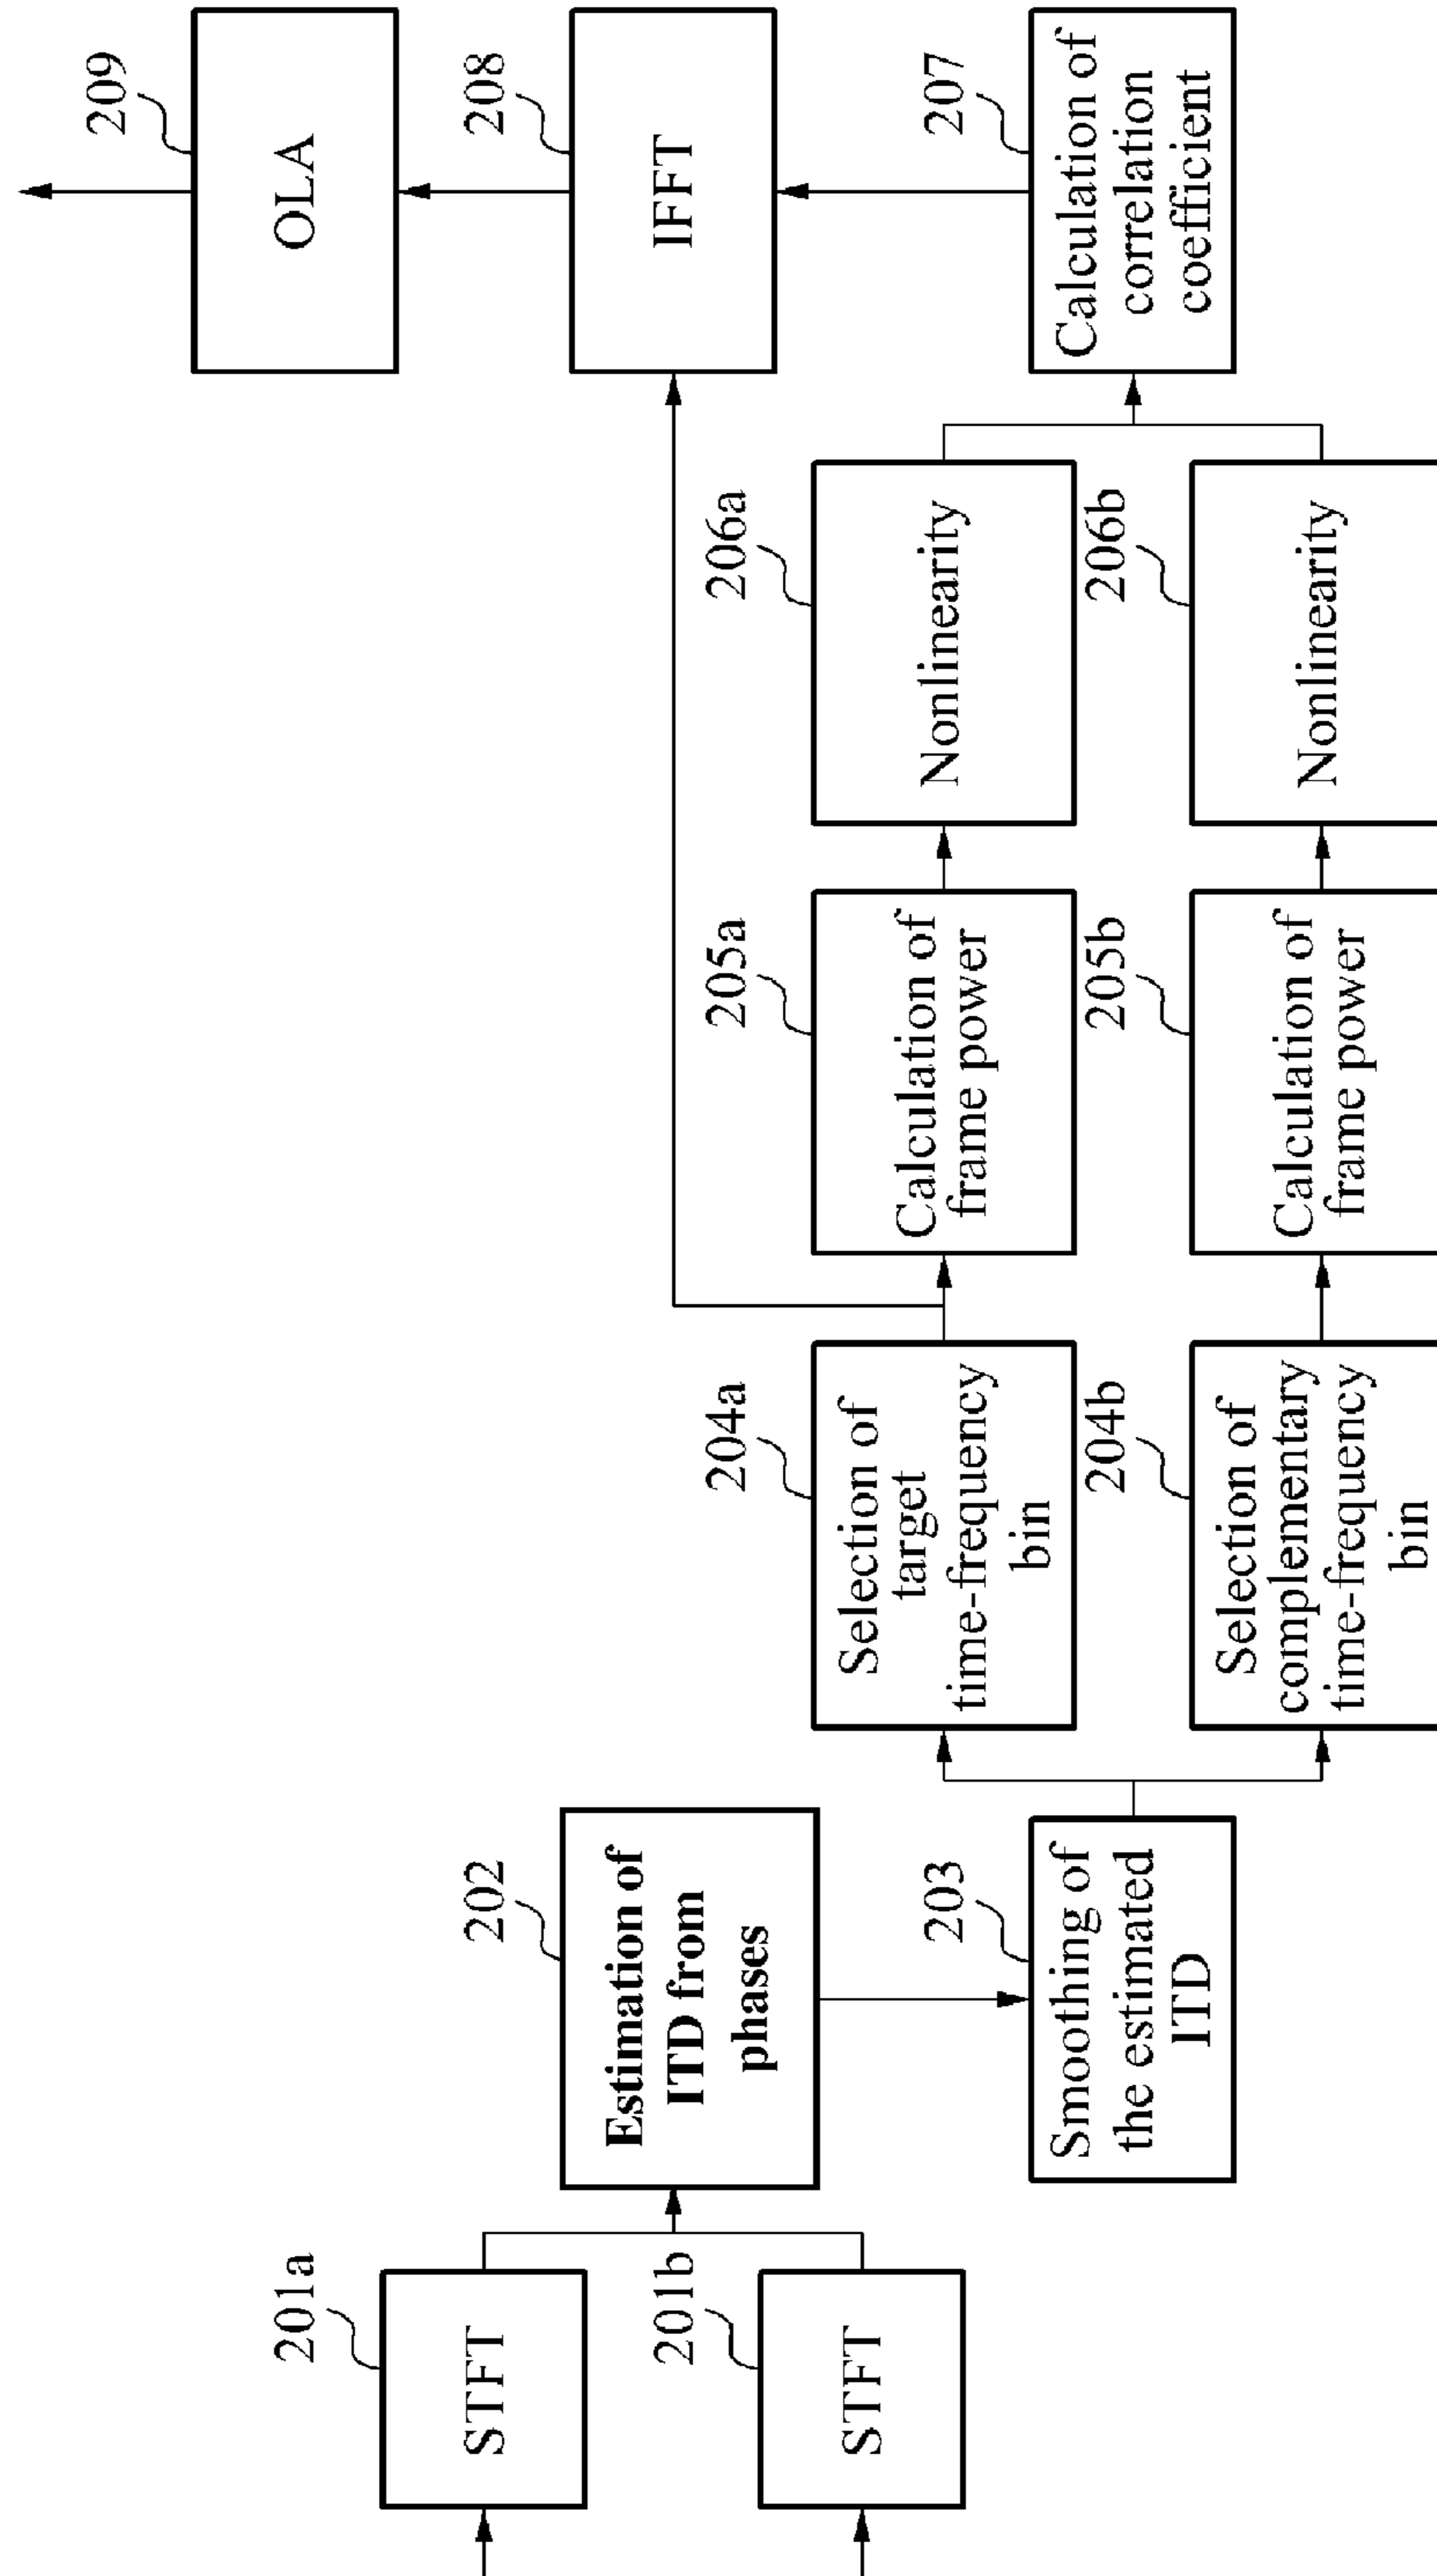 201a
STFT
201b
STFT
202
Estimation of
ITD from
phases
203
Smoothing of
the estimated
ITD
204a
Selection of
target
time-frequency
bin
204b
Selection of
complementary
time-frequency
bin
205a
Calculation of
frame power
205b
Calculation of
frame power
206a
Nonlinearity
206b
Nonlinearity
207
Calculation of
correlation
coefficient
208
IFFT
209
OLA